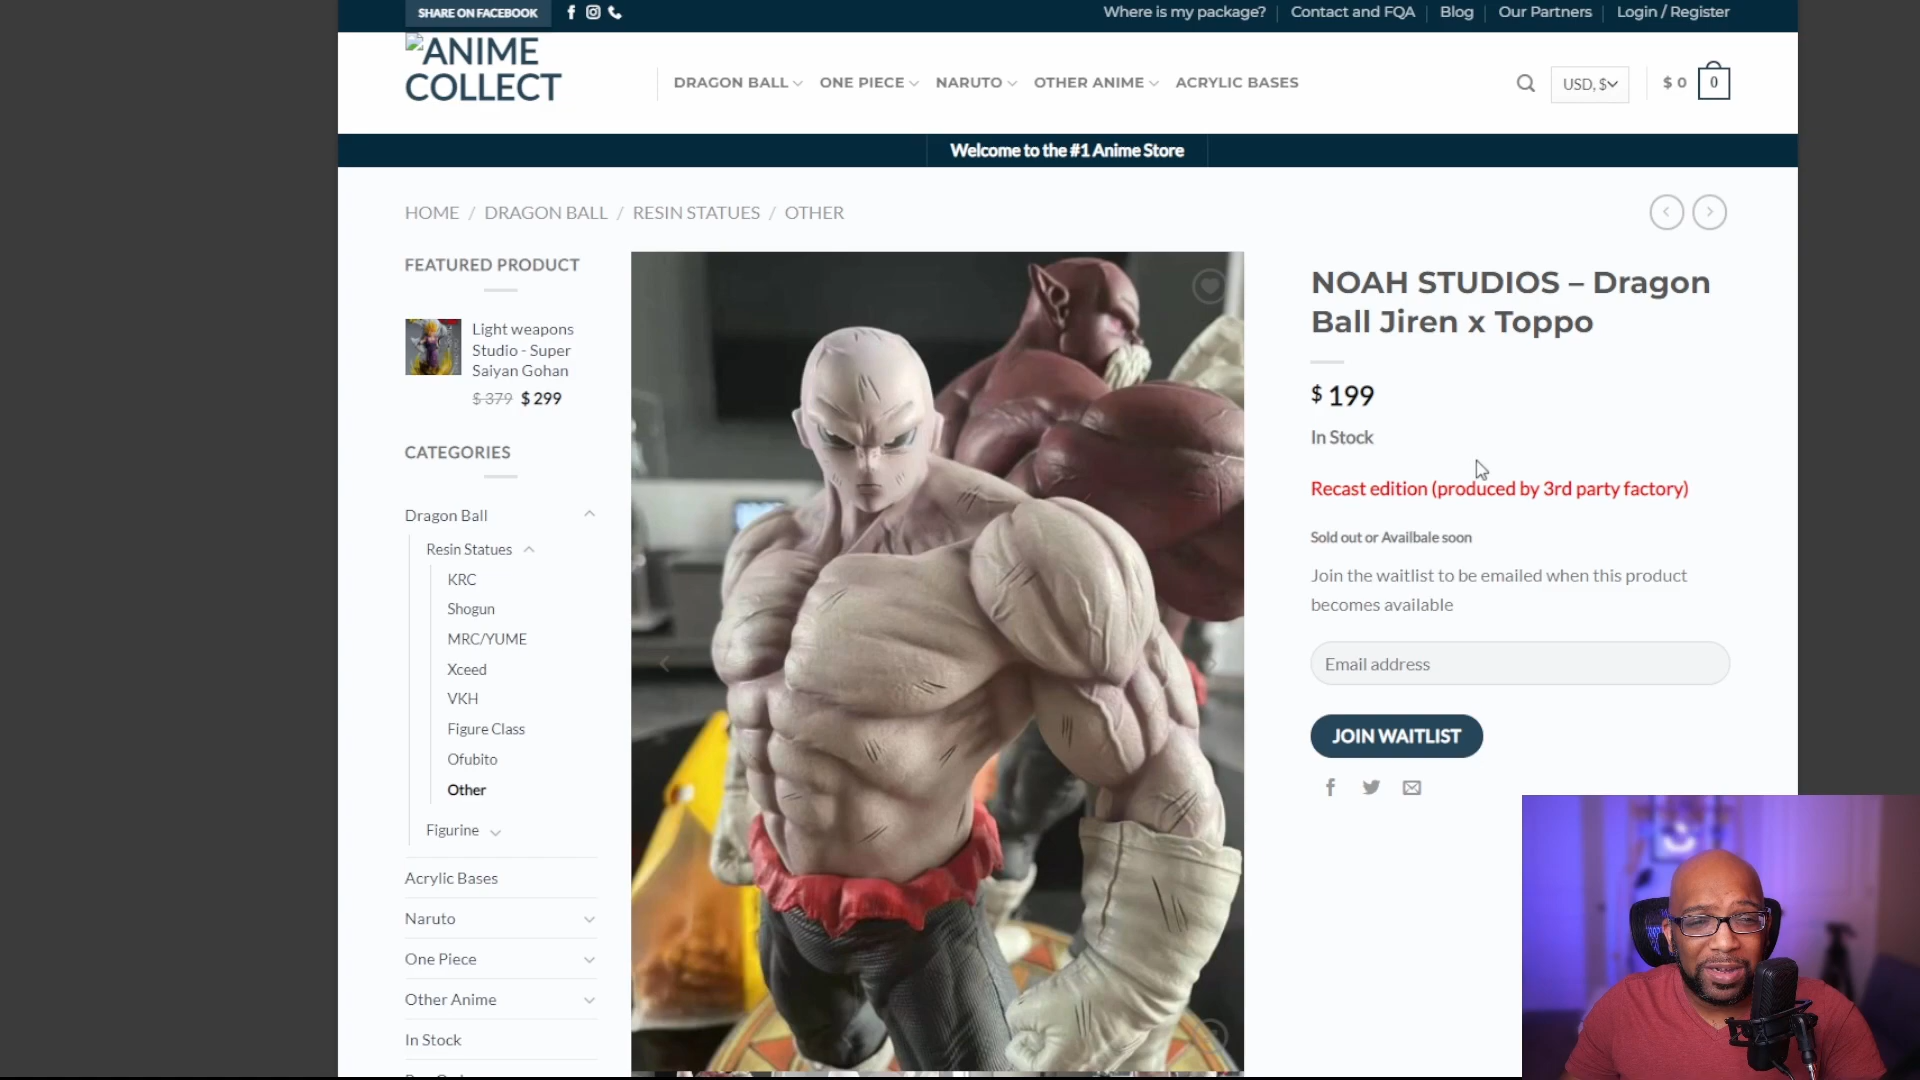 SHARE ON FACEBOOK
Where is my package?
Contact and FQA
Blog
Our Partners
Login / Register
ANIME
COLLECT
DRAGON BALL
ONE PIECE
NARUTO
OTHER ANIME
ACRYLIC BASES
USD, $
$ 0
0
Welcome to the #1 Anime Store
HOME / DRAGON BALL / RESIN STATUES / OTHER
FEATURED PRODUCT
Light weapons
Studio - Super
Saiyan Gohan
$ 379 $ 299
CATEGORIES
Dragon Ball
Resin Statues
KRC
Shogun
MRC/YUME
Xceed
VKH
Figure Class
Ofubito
Other
Figurine
Acrylic Bases
Naruto
One Piece
Other Anime
In Stock
NOAH STUDIOS – Dragon
Ball Jiren x Toppo
$ 199
In Stock
Recast edition (produced by 3rd party factory)
Sold out or Availbale soon
Join the waitlist to be emailed when this product
becomes available
Email address
JOIN WAITLIST